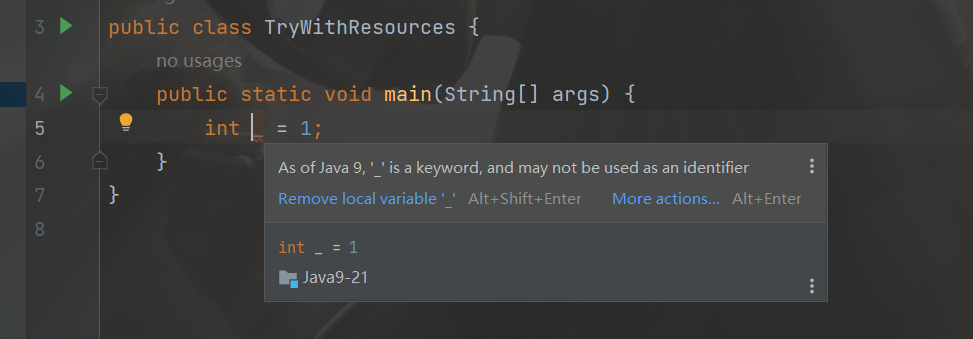 3 public class TryWithResources {
no usages
4 public static void main(String[] args) {
5 int _ = 1;
6 }
7 }
8
As of Java 9, '_' is a keyword, and may not be used as an identifier
Remove local variable '_' Alt+Shift+Enter More actions... Alt+Enter
int _ = 1
Java9-21